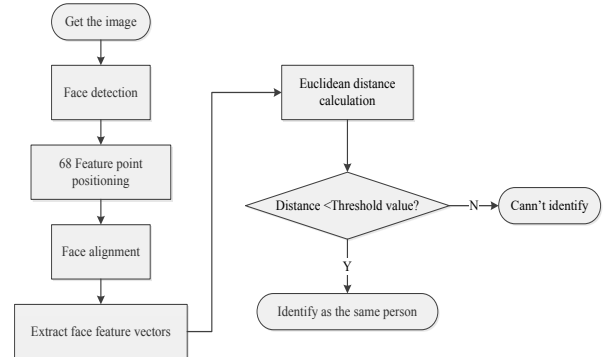 Get the image
Face detection
68 Feature point
positioning
Face alignment
Extract face feature vectors
Euclidean distance
calculation
Distance <Threshold value?
N
Cann't identify
Y
Identify as the same person